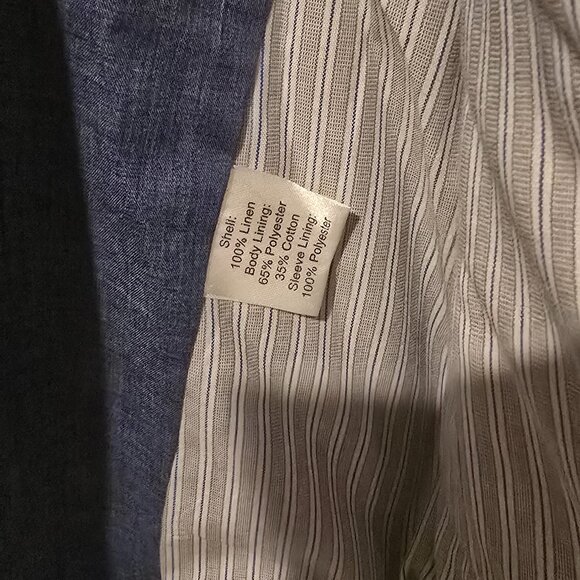 Shell:
100% Linen
Body Lining:
65% Polyester
35% Cotton
Sleeve Lining:
100% Polyester